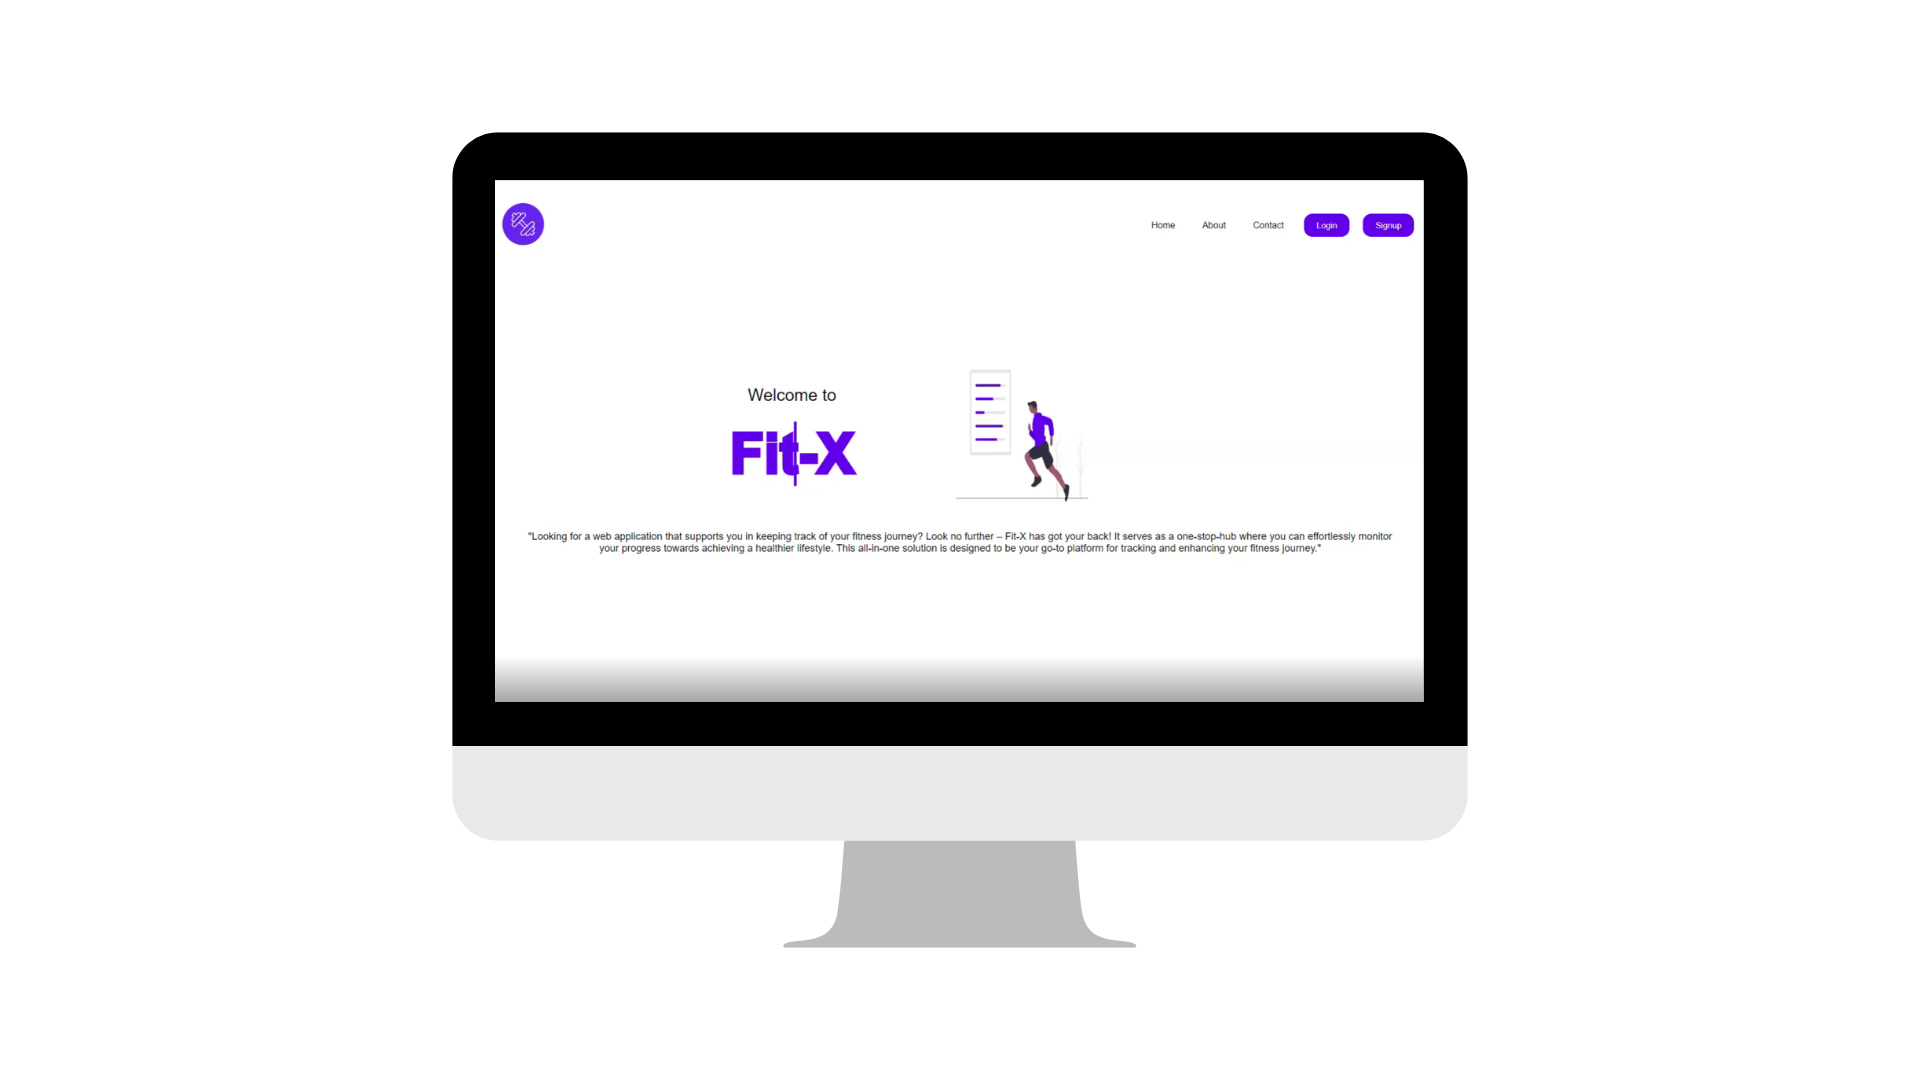 Home About Contact Login Signup
Welcome to
Fit-X
"Looking for a web application that supports you in keeping track of your fitness journey? Look no further – Fit-X has got your back! It serves as a one-stop-hub where you can effortlessly monitor
your progress towards achieving a healthier lifestyle. This all-in-one solution is designed to be your go-to platform for tracking and enhancing your fitness journey."